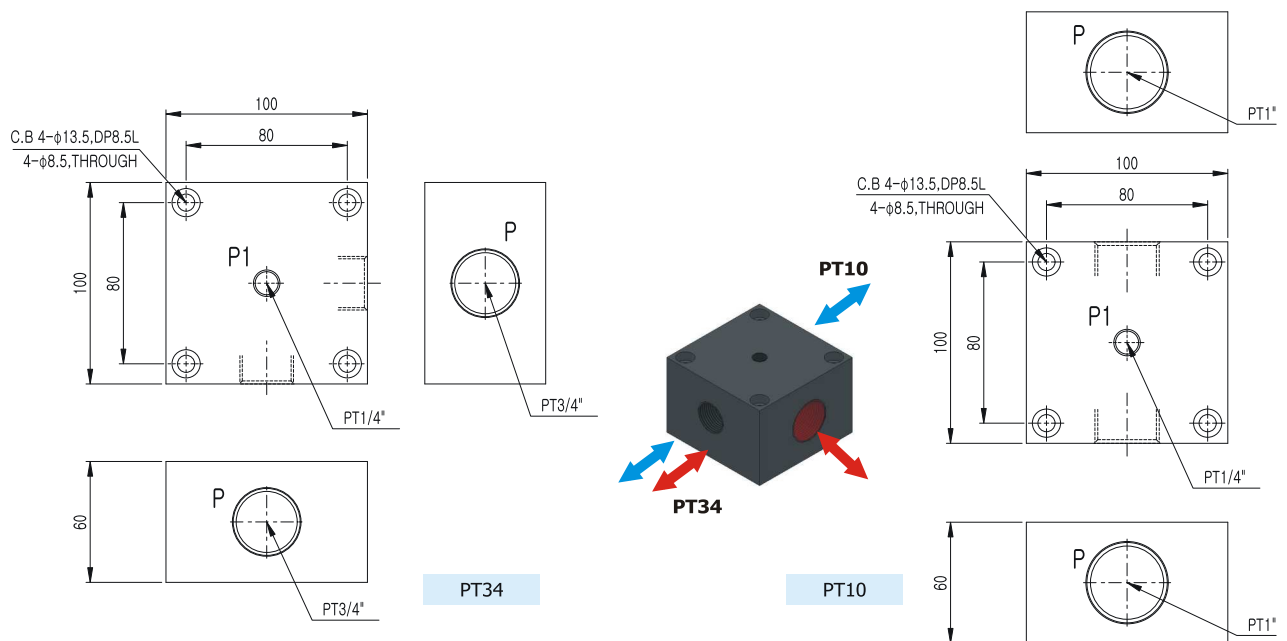 100
80
C.B 4-ϕ13.5,DP8.5L
4-ϕ8.5,THROUGH
100
80
P1
PT1/4"
P
PT3/4"
60
P
PT3/4"
PT34
PT10
PT34
P
PT1"
100
80
C.B 4-ϕ13.5,DP8.5L
4-ϕ8.5,THROUGH
100
80
P1
PT1/4"
60
P
PT1"
PT10